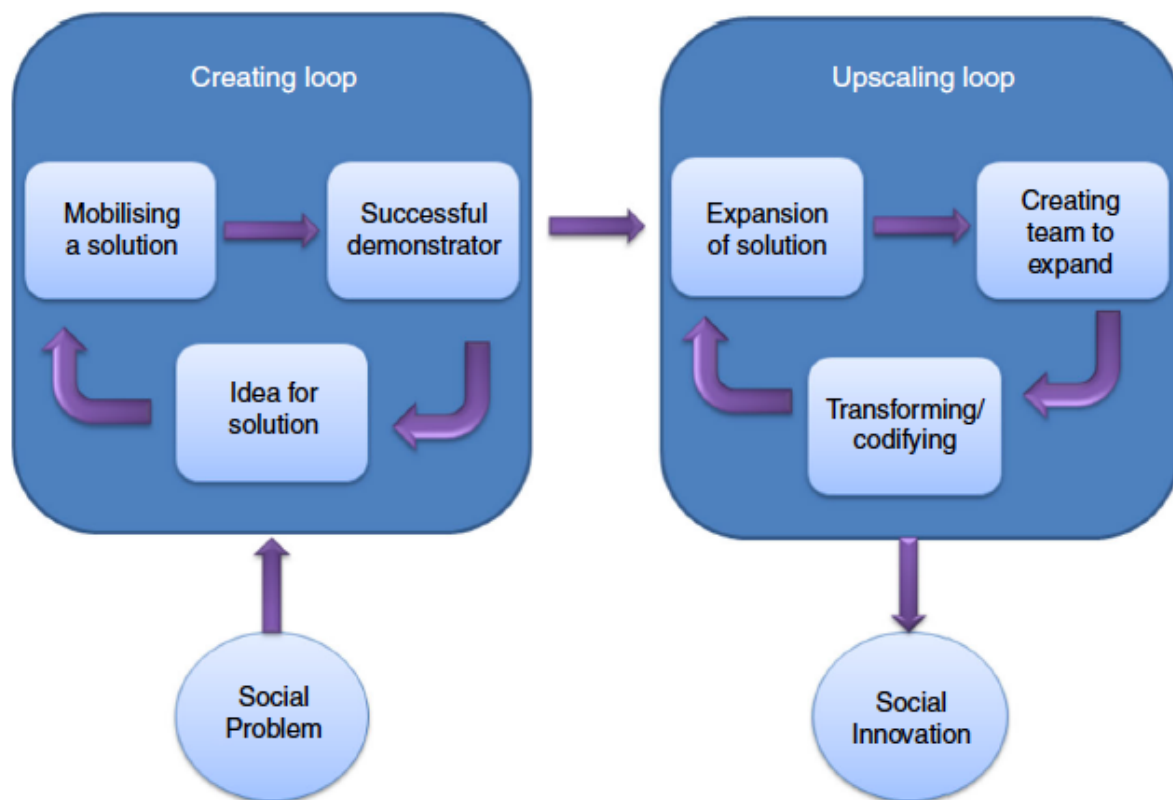 Creating loop
Mobilising
a solution
Successful
demonstrator
Idea for
solution
Upscaling loop
Expansion
of solution
Creating
team to
expand
Transforming/
codifying
Social
Problem
Social
Innovation